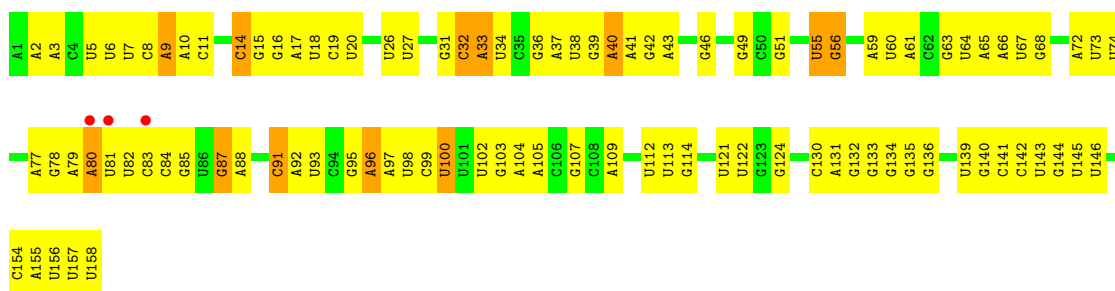 A1 A2 A3 C4 U5 U6 U7 C8 A9 A10 C11 C14 G15 G16 A17 U18 C19 U20 U26 U27 G31 C32 A33 U34 C35 G36 A37 U38 G39 A40 A41 G42 A43 G46 G49 C50 G51 U55 G56 A59 U60 A61 C62 G63 U64 A65 A66 U67 G68 A72 U73
A77 G78 A79 A80 U81 U82 C83 C84 G85 U86 G87 A88 C91 A92 U93 C94 G95 A96 A97 U98 C99 U100 U101 U102 G103 A104 A105 C106 G107 C108 A109 U112 U113 G114 U121 U122 G123 G124 C130 A131 G132 G133 G134 G135 G136 U139 G140 C141 C142 U143 G144 U145 U146
C154 A155 U156 U157 U158